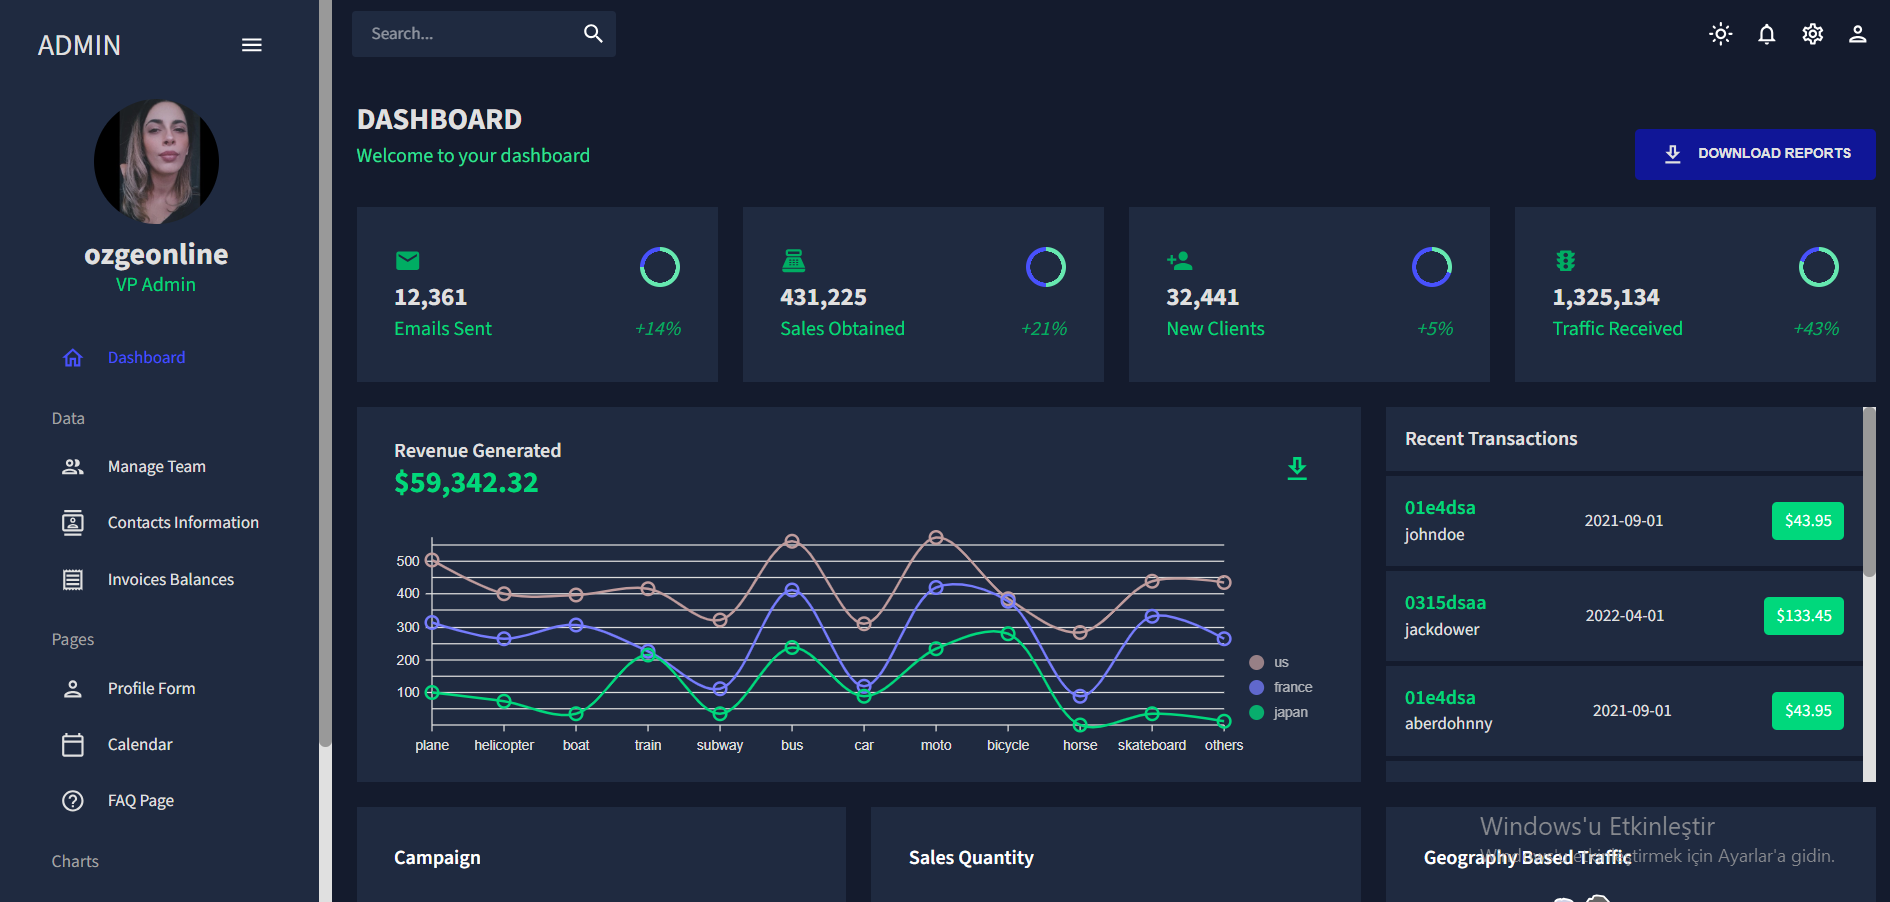 ADMIN
Search...
ozgeonline
VP Admin
Dashboard
Data
Manage Team
Contacts Information
Invoices Balances
Pages
Profile Form
Calendar
FAQ Page
Charts
DASHBOARD
Welcome to your dashboard
DOWNLOAD REPORTS
12,361
Emails Sent
+14%
431,225
Sales Obtained
+21%
32,441
New Clients
+5%
1,325,134
Traffic Received
+43%
Revenue Generated
$59,342.32
500
400
300
200
100
plane helicopter boat train subway bus car moto bicycle horse skateboard others
us
france
japan
Recent Transactions
01e4dsa
johndoe
2021-09-01
$43.95
0315dsaa
jackdower
2022-04-01
$133.45
01e4dsa
aberdohnny
2021-09-01
$43.95
Campaign
Sales Quantity
Geography Based Traffic
Windows'u Etkinleştir
Windows'u etkinleştirmek için Ayarlar'a gidin.